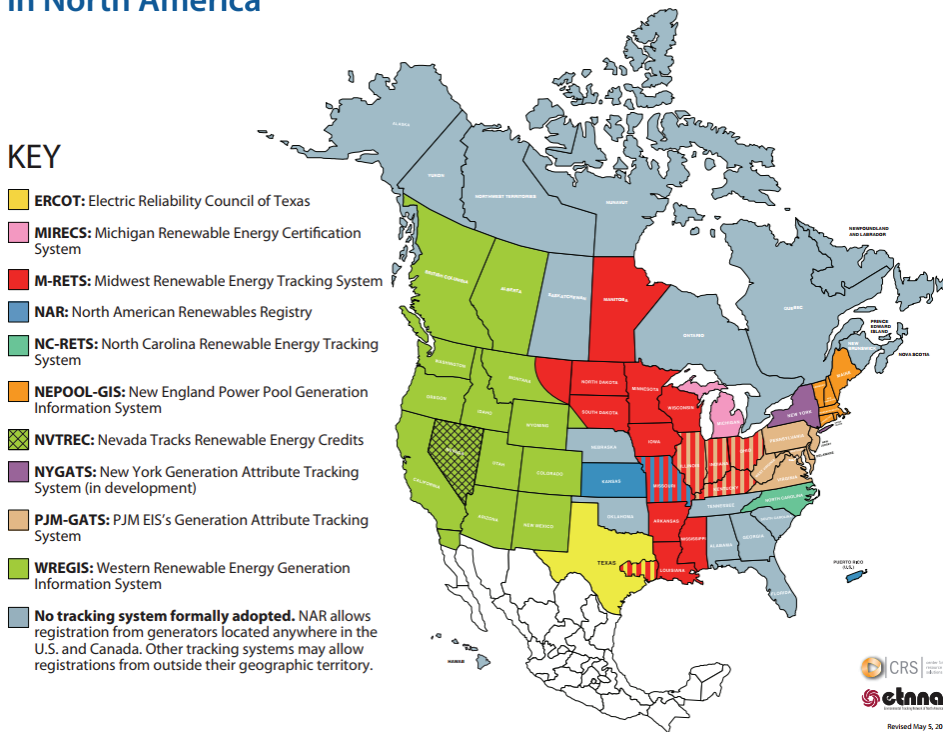 in North America
KEY
ERCOT: Electric Reliability Council of Texas
MIRECS: Michigan Renewable Energy Certification
System
M-RETS: Midwest Renewable Energy Tracking System
NAR: North American Renewables Registry
NC-RETS: North Carolina Renewable Energy Tracking
System
NEPOOL-GIS: New England Power Pool Generation
Information System
NVTREC: Nevada Tracks Renewable Energy Credits
NYGATS: New York Generation Attribute Tracking
System (in development)
PJM-GATS: PJM EIS's Generation Attribute Tracking
System
WREGIS: Western Renewable Energy Generation
Information System
No tracking system formally adopted. NAR allows
registration from generators located anywhere in the
U.S. and Canada. Other tracking systems may allow
registrations from outside their geographic territory.
ALASKA
YUKON
NORTHWEST TERRITORIES
NUNAVUT
BRITISH COLUMBIA
ALBERTA
SASKATCHEWAN
MANITOBA
ONTARIO
QUEBEC
NEWFOUNDLAND
AND LABRADOR
PRINCE
EDWARD
ISLAND
NEW
BRUNSWICK
NOVA SCOTIA
WASHINGTON
OREGON
CALIFORNIA
IDAHO
MONTANA
WYOMING
UTAH
COLORADO
ARIZONA
NEW MEXICO
NORTH DAKOTA
SOUTH DAKOTA
NEBRASKA
KANSAS
OKLAHOMA
TEXAS
MINNESOTA
IOWA
MISSOURI
ARKANSAS
LOUISIANA
WISCONSIN
ILLINOIS
INDIANA
MICHIGAN
OHIO
KENTUCKY
TENNESSEE
MISSISSIPPI
ALABAMA
GEORGIA
FLORIDA
SOUTH CAROLINA
NORTH CAROLINA
VIRGINIA
WEST VIRGINIA
PENNSYLVANIA
NEW YORK
MAINE
DELAWARE
HAWAII
PUERTO RICO
(U.S.)
CRS
etnna
Revised May 5, 20